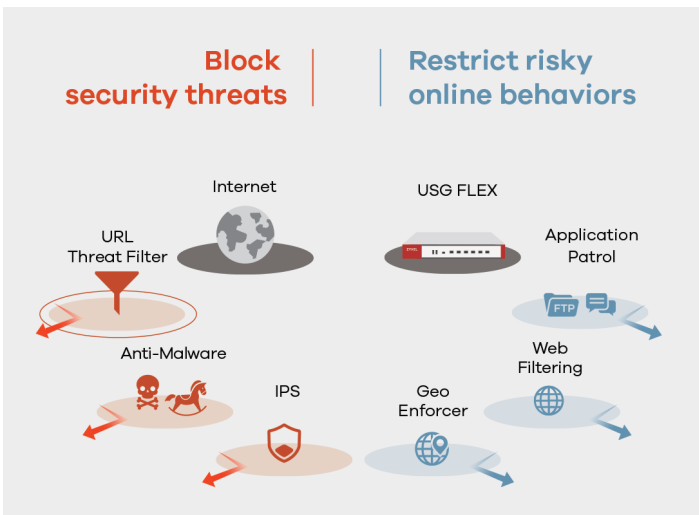 Block
security threats
Restrict risky
online behaviors
Internet
USG FLEX
URL
Threat Filter
Application
Patrol
FTP
Anti-Malware
Web
Filtering
IPS
Geo
Enforcer